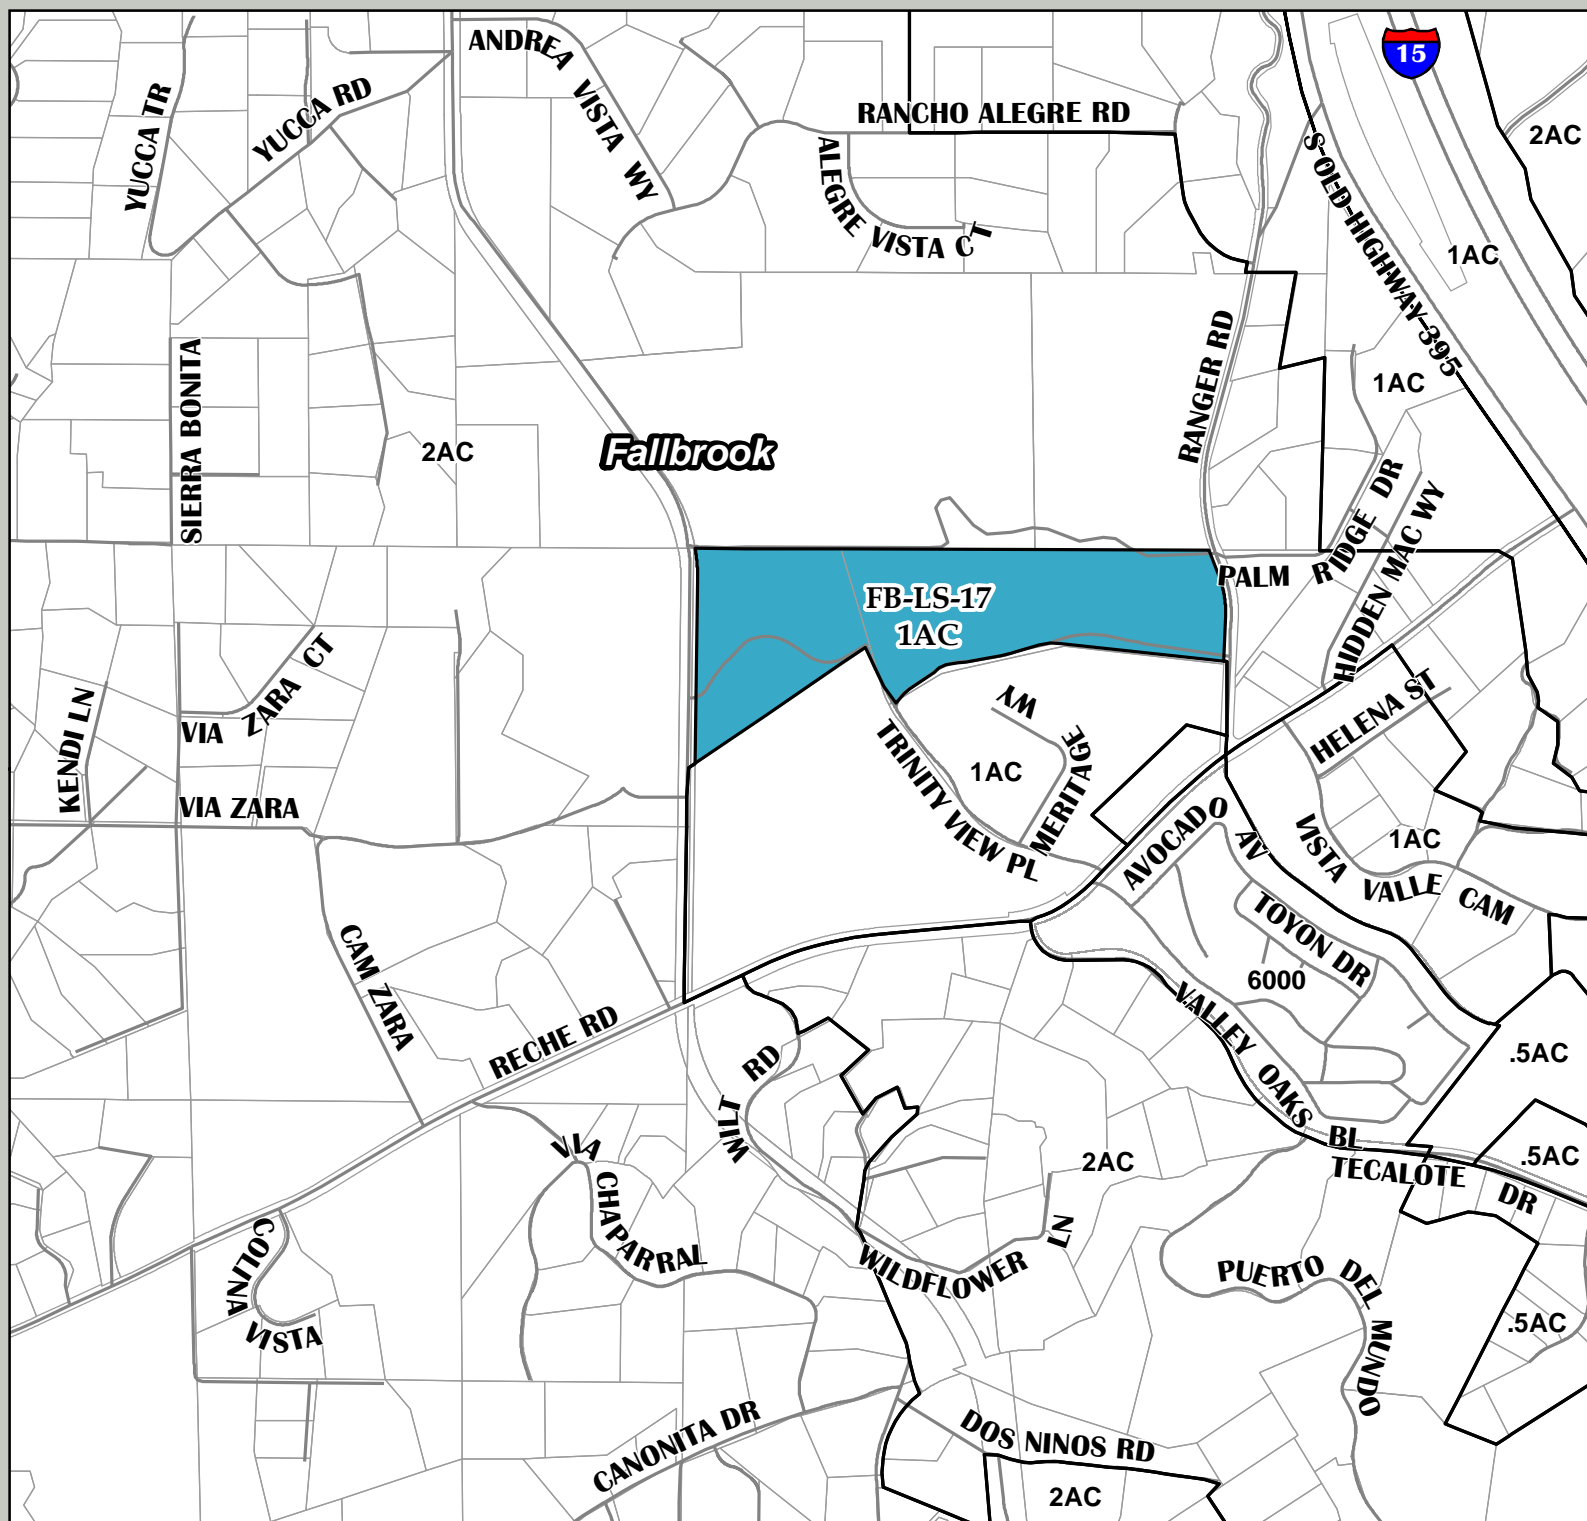 ANDREA VISTA WY
15
YUCCA TR
YUCCA RD
RANCHO ALEGRE RD
2AC
ALEGRE VISTA CT
S OLD HIGHWAY 395
1AC
RANGER RD
SIERRA BONITA
1AC
2AC
Fallbrook
PALM RIDGE DR
HIDDEN MAC WY
FB-LS-17
1AC
KENDI LN
VIA ZARA CT
HELENA ST
MERITAGE WY
TRINITY VIEW PL
1AC
VIA ZARA
AVOCADO AV
VISTA VALLE CAM
1AC
TOYON DR
CAM ZARA
6000
RECHE RD
VALLEY OAKS BL
WILT RD
.5AC
.5AC
VIA CHAPARRAL
2AC
TECALOTE DR
COLINA VISTA
WILDFLOWER LN
PUERTO DEL MUNDO
.5AC
CANONITA DR
DOS NINOS RD
2AC